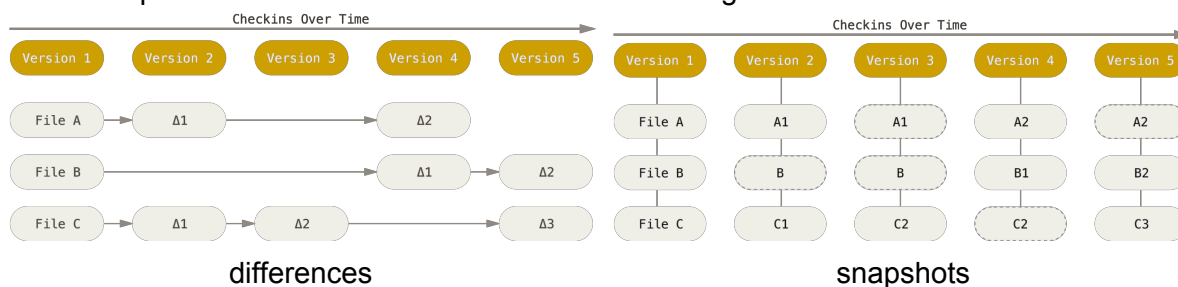 Checkins Over Time
Version 1 Version 2 Version 3 Version 4 Version 5
File A Δ1 Δ2
File B Δ1 Δ2
File C Δ1 Δ2 Δ3
differences
Checkins Over Time
Version 1 Version 2 Version 3 Version 4 Version 5
File A A1 A1 A2 A2
File B B B B1 B2
File C C1 C2 C2 C3
snapshots